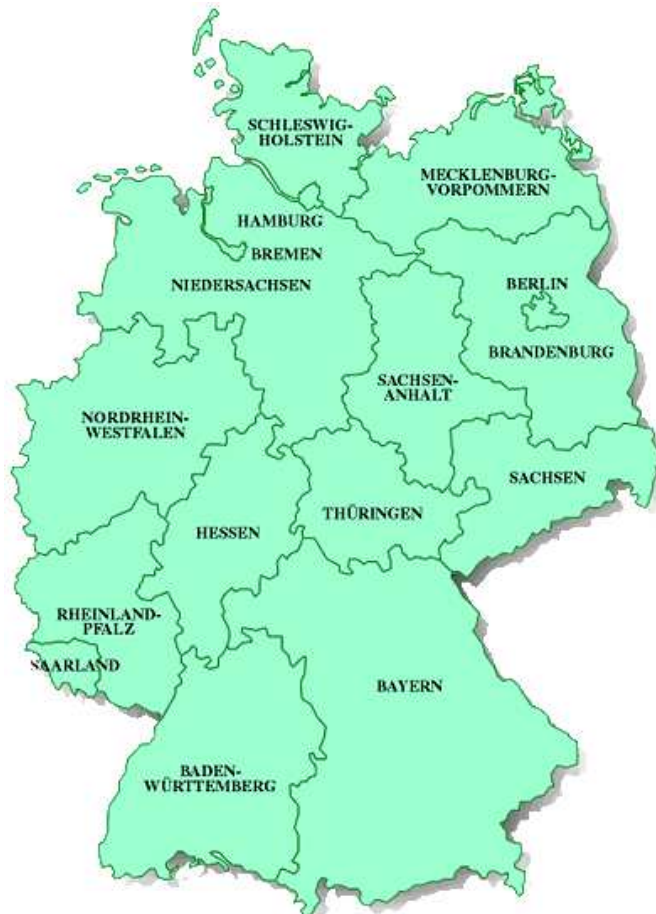 SCHLESWIG-
HOLSTEIN
MECKLENBURG-
VORPOMMERN
HAMBURG
BREMEN
NIEDERSACHSEN
BERLIN
BRANDENBURG
SACHSEN-
ANHALT
NORDRHEIN-
WESTFALEN
SACHSEN
THÜRINGEN
HESSEN
RHEINLAND-
PFALZ
SAARLAND
BAYERN
BADEN-
WÜRTTEMBERG